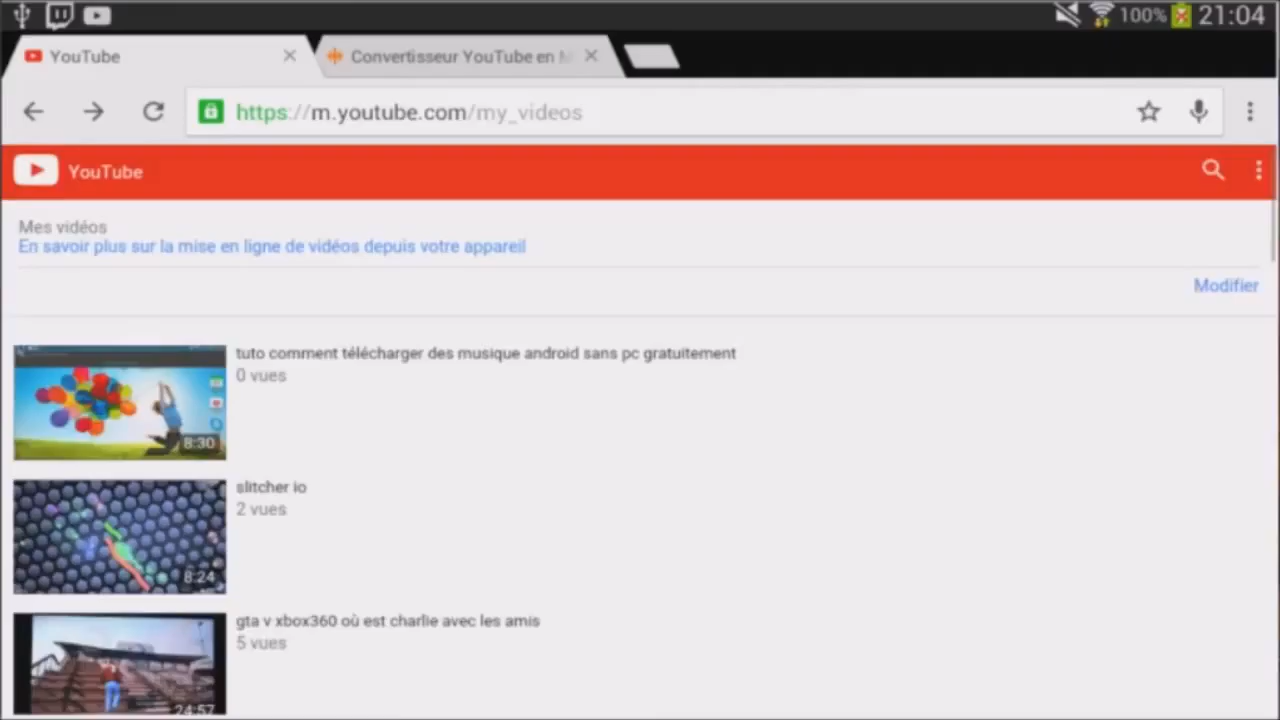 100% 21:04
YouTube
Convertisseur YouTube en M
https://m.youtube.com/my_videos
YouTube
Mes vidéos
En savoir plus sur la mise en ligne de vidéos depuis votre appareil
Modifier
tuto comment télécharger des musique android sans pc gratuitement
0 vues
8:30
slitcher io
2 vues
8:24
gta v xbox360 où est charlie avec les amis
5 vues
24:57